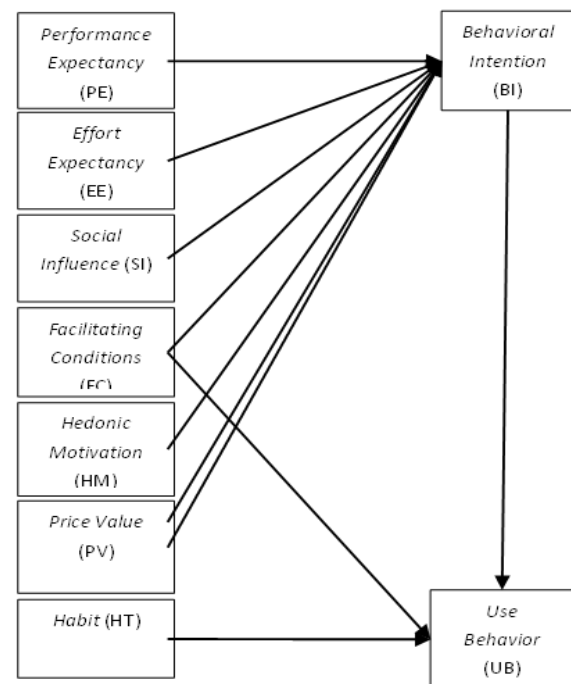 Performance
Expectancy
(PE)
Behavioral
Intention
(BI)
Effort
Expectancy
(EE)
Social
Influence (SI)
Facilitating
Conditions
(FC)
Hedonic
Motivation
(HM)
Price Value
(PV)
Habit (HT)
Use
Behavior
(UB)